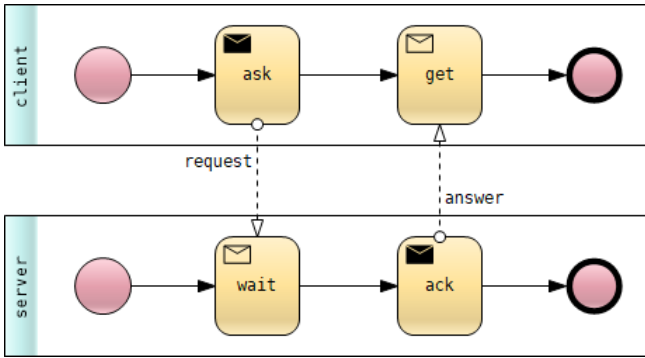 client
ask
get
request
answer
server
wait
ack